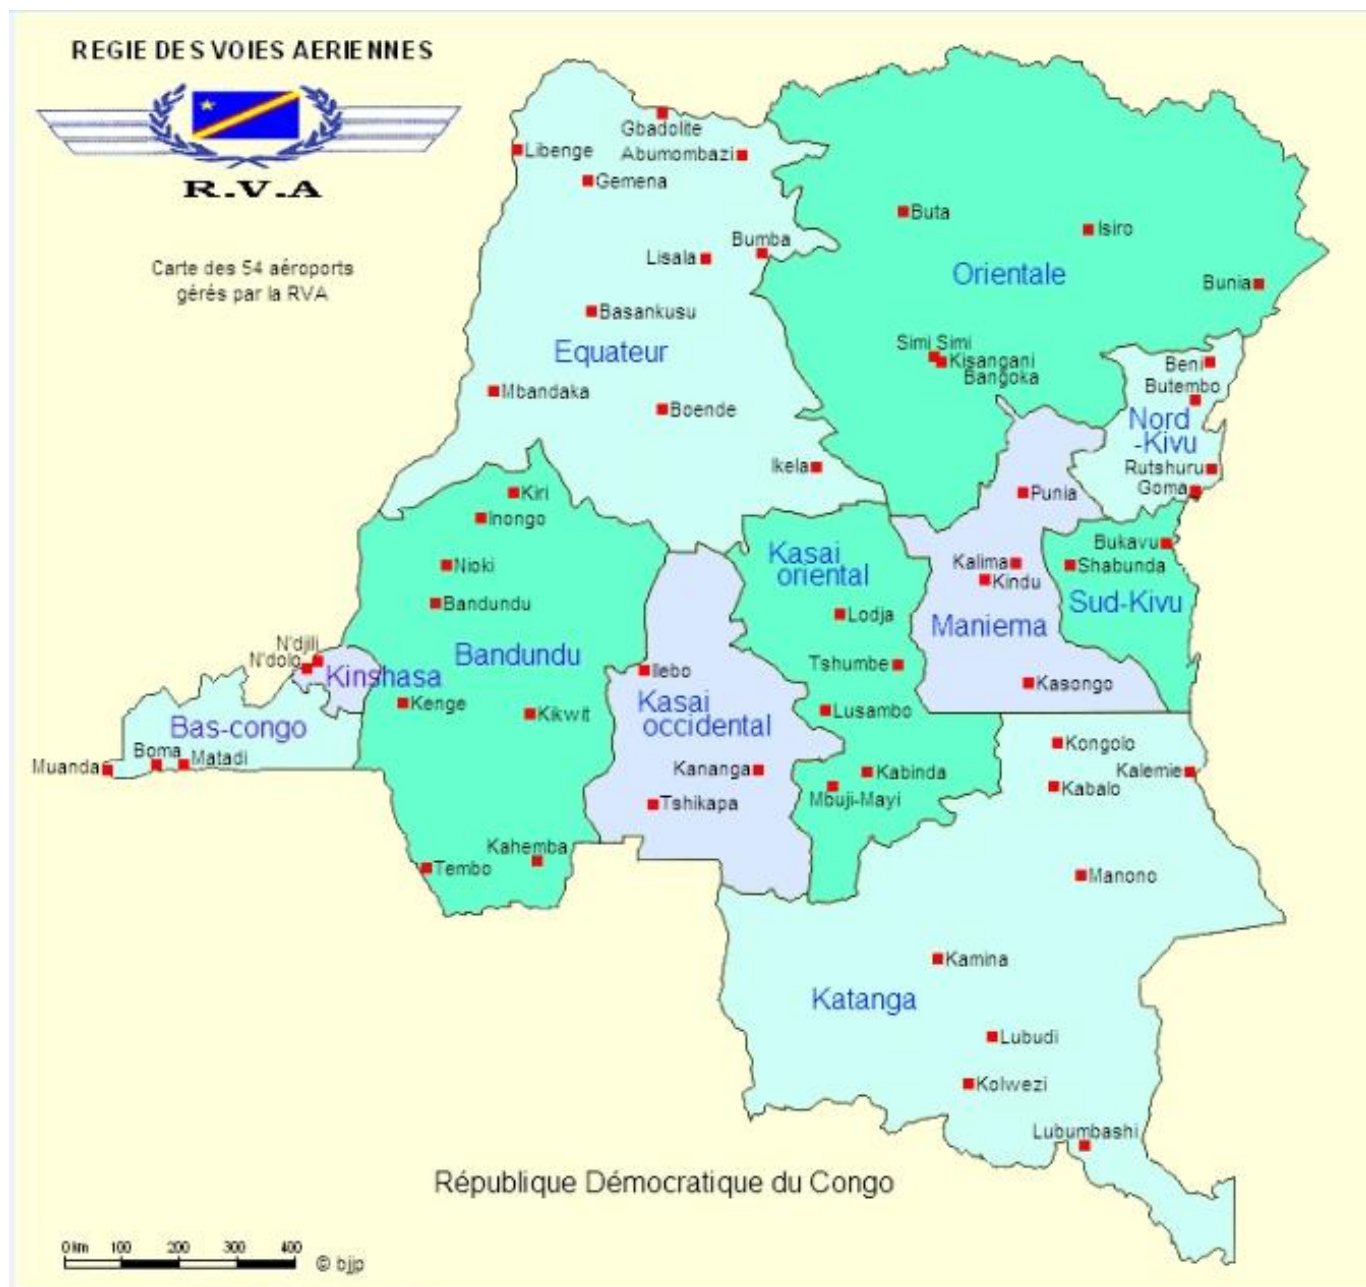 REGIE DES VOIES AERIENNES
R.V.A
Carte des 54 aéroports
gérés par la RVA
Gbadolite
Abumombazi
Libenge
Gemena
Bumba
Lisala
Basankusu
Equateur
Mbandaka
Boende
Ikela
Buta
Isiro
Orientale
Bunia
Simi Simi
Kisangani
Bangoka
Beni
Butembo
Nord
-Kivu
Rutshuru
Goma
Kiri
Inongo
Nioki
Bandundu
Bandundu
Kenge
Kikwit
Kahemba
Tembo
N'djili
N'dolo
Kinshasa
Bas-congo
Boma
Matadi
Muanda
Ilebo
Kasai
occidental
Kananga
Tshikapa
Kasai
oriental
Lodja
Tshumbe
Lusambo
Kabinda
Mbuji-Mayi
Punia
Kalima
Kindu
Maniema
Kasongo
Bukavu
Shabunda
Sud-Kivu
Kongolo
Kalemie
Kabalo
Manono
Kamina
Katanga
Lubudi
Kolwezi
Lubumbashi
République Démocratique du Congo
0 km 100 200 300 400
© bjjp